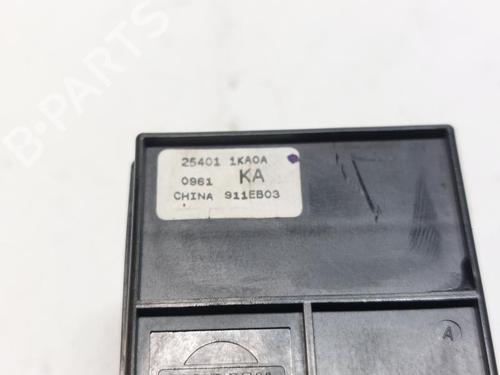 B-PARTS
25401 1KA0A
0961 KA
CHINA 911EB03
A